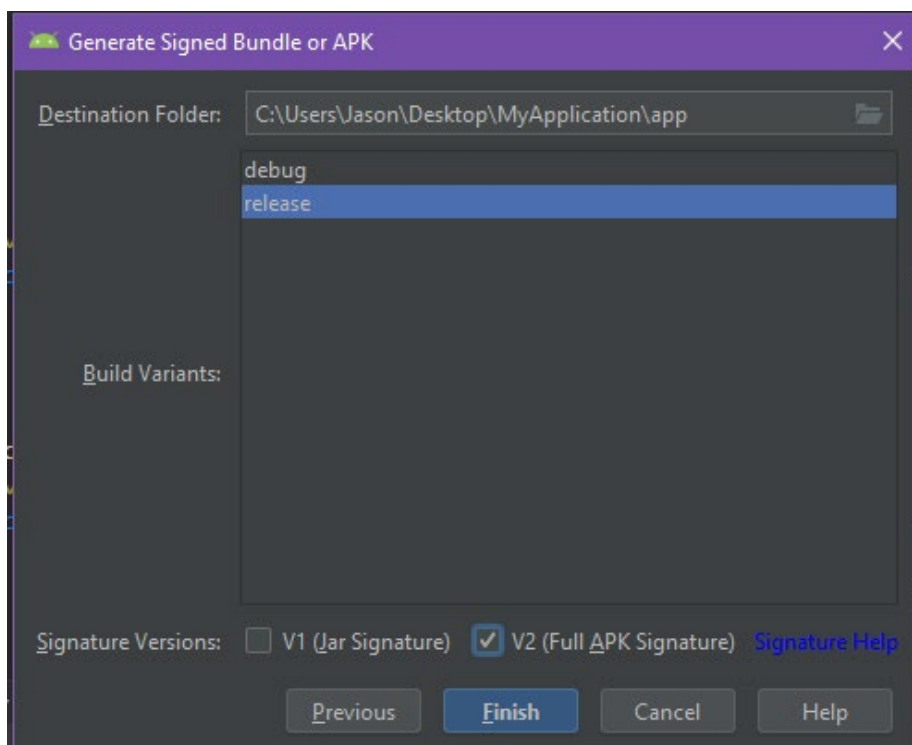 Generate Signed Bundle or APK
Destination Folder: C:\Users\Jason\Desktop\MyApplication\app
debug
release
Build Variants:
Signature Versions: V1 (Jar Signature) V2 (Full APK Signature) Signature Help
Previous Finish Cancel Help